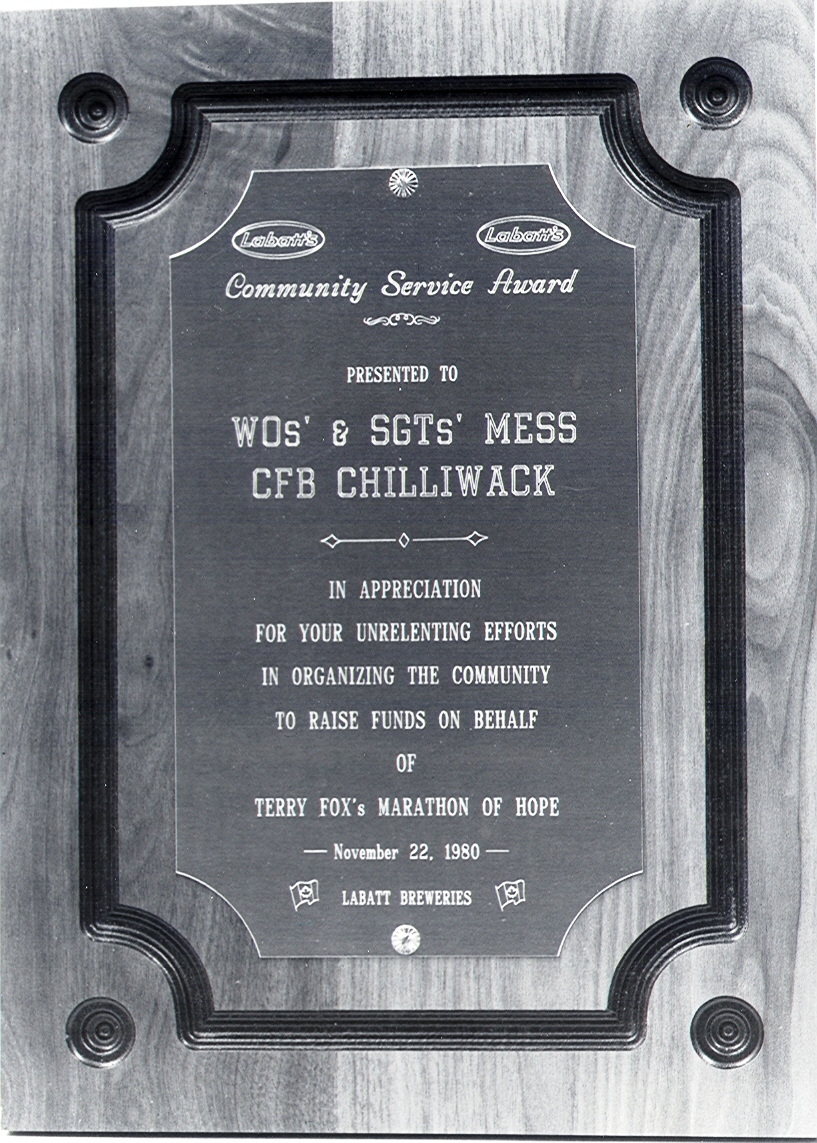 Labatt's Labatt's
Community Service Award
PRESENTED TO
WOs' & SGTs' MESS
CFB CHILLIWACK
IN APPRECIATION
FOR YOUR UNRELENTING EFFORTS
IN ORGANIZING THE COMMUNITY
TO RAISE FUNDS ON BEHALF
OF
TERRY FOX's MARATHON OF HOPE
— November 22, 1980 —
LABATT BREWERIES